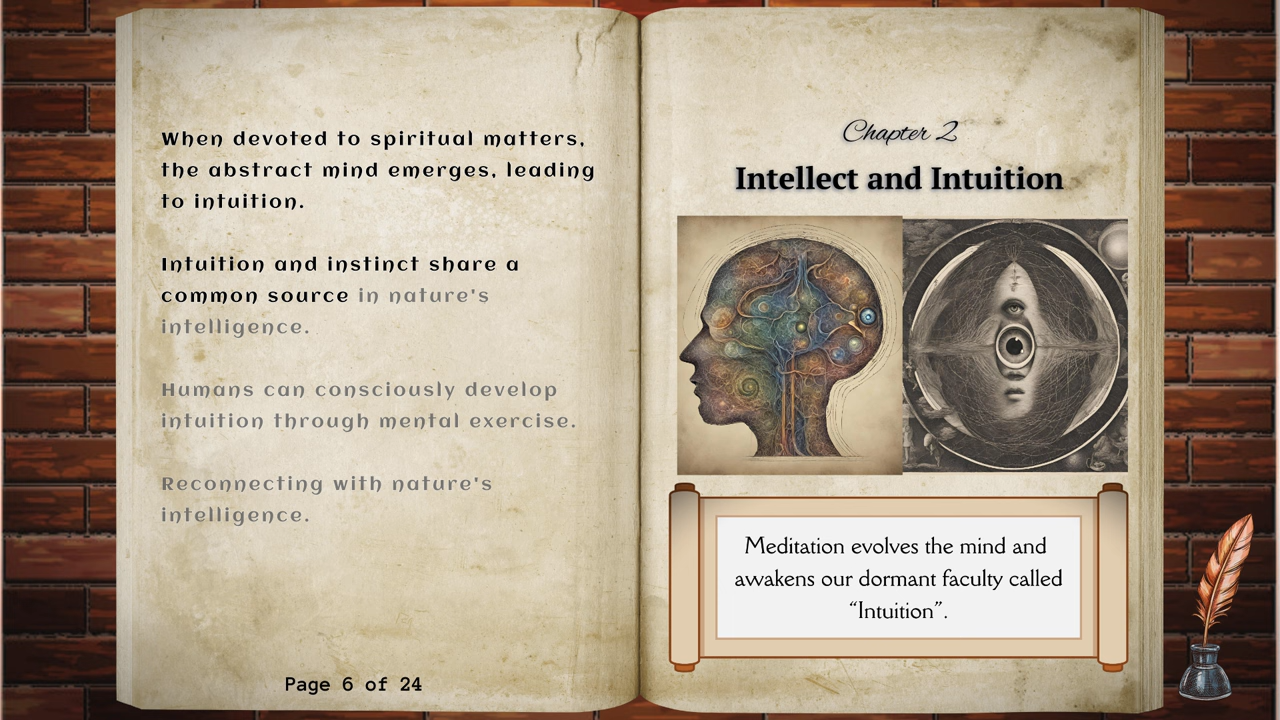 When devoted to spiritual matters,
the abstract mind emerges, leading
to intuition.
Intuition and instinct share a
common source in nature's
intelligence.
Humans can consciously develop
intuition through mental exercise.
Reconnecting with nature's
intelligence.
Page 6 of 24
Chapter 2
Intellect and Intuition
Meditation evolves the mind and
awakens our dormant faculty called
“Intuition”.